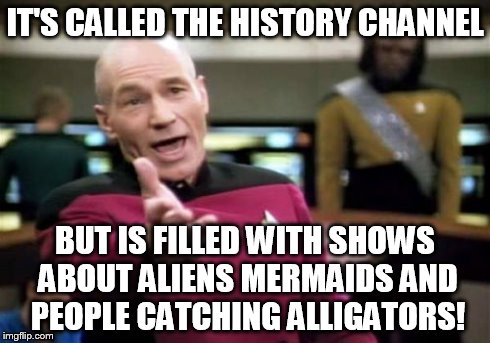 IT'S CALLED THE HISTORY CHANNEL
BUT IS FILLED WITH SHOWS
ABOUT ALIENS MERMAIDS AND
PEOPLE CATCHING ALLIGATORS!
imgflip.com